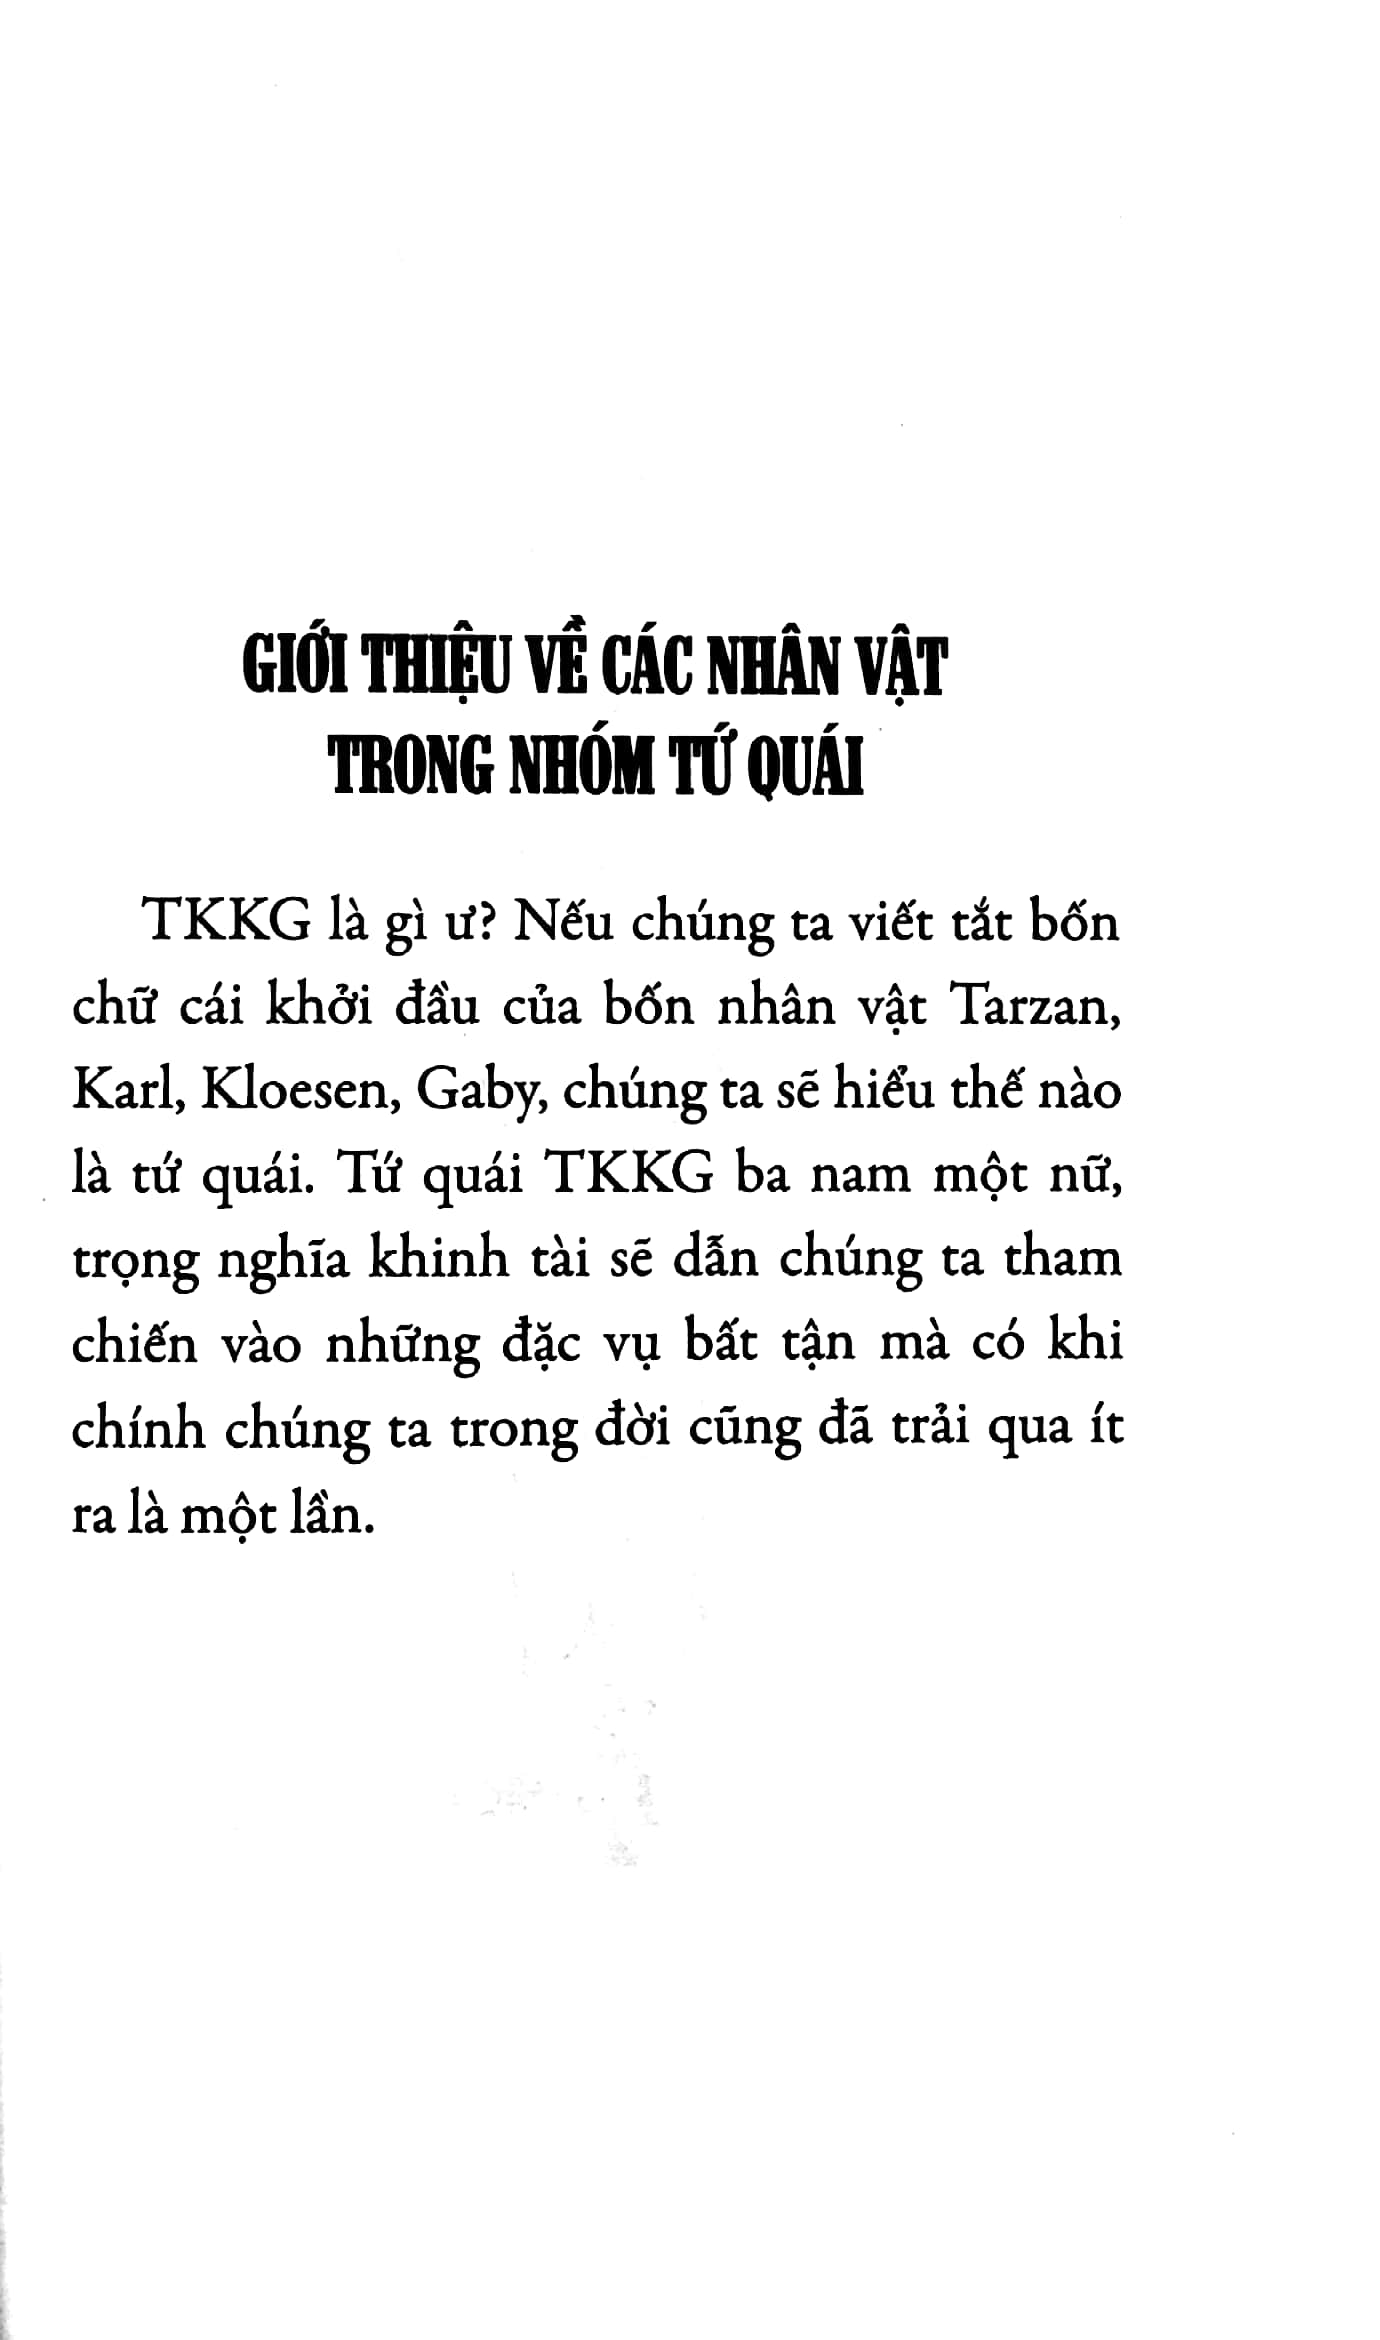 GIỚI THIỆU VỀ CÁC NHÂN VẬT
TRONG NHÓM TỨ QUÁI
TKKG là gì ư? Nếu chúng ta viết tắt bốn
chữ cái khởi đầu của bốn nhân vật Tarzan,
Karl, Kloesen, Gaby, chúng ta sẽ hiểu thế nào
là tứ quái. Tứ quái TKKG ba nam một nữ,
trọng nghĩa khinh tài sẽ dẫn chúng ta tham
chiến vào những đặc vụ bất tận mà có khi
chính chúng ta trong đời cũng đã trải qua ít
ra là một lần.